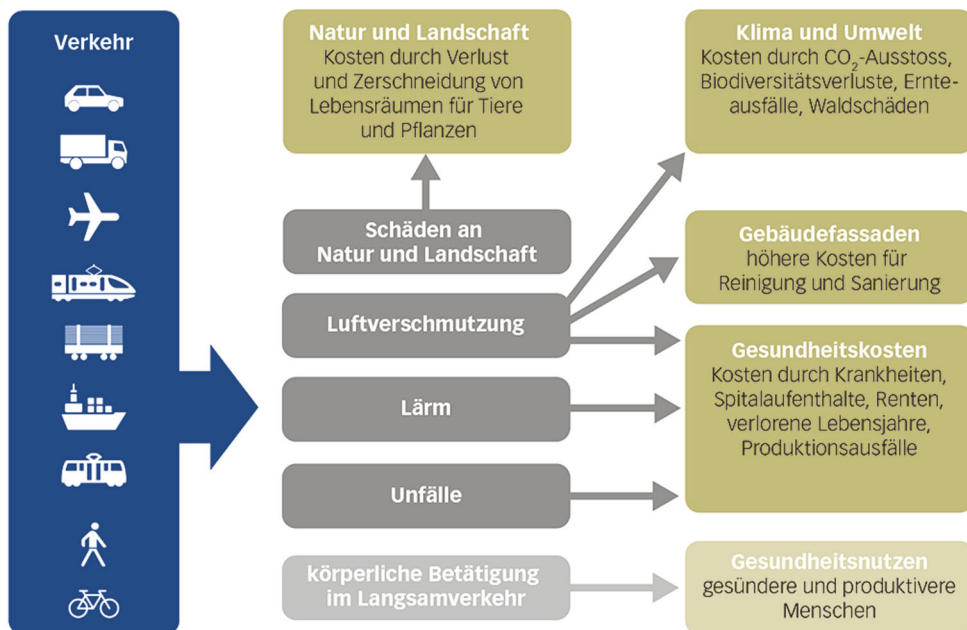 Verkehr
Natur und Landschaft
Kosten durch Verlust
und Zerschneidung von
Lebensräumen für Tiere
und Pflanzen
Klima und Umwelt
Kosten durch CO₂-Ausstoss,
Biodiversitätsverluste, Ernte-
ausfälle, Waldschäden
Schäden an
Natur und Landschaft
Gebäudefassaden
höhere Kosten für
Reinigung und Sanierung
Luftverschmutzung
Gesundheitskosten
Kosten durch Krankheiten,
Spitalaufenthalte, Renten,
verlorene Lebensjahre,
Produktionsausfälle
Lärm
Unfälle
körperliche Betätigung
im Langsamverkehr
Gesundheitsnutzen
gesündere und produktivere
Menschen